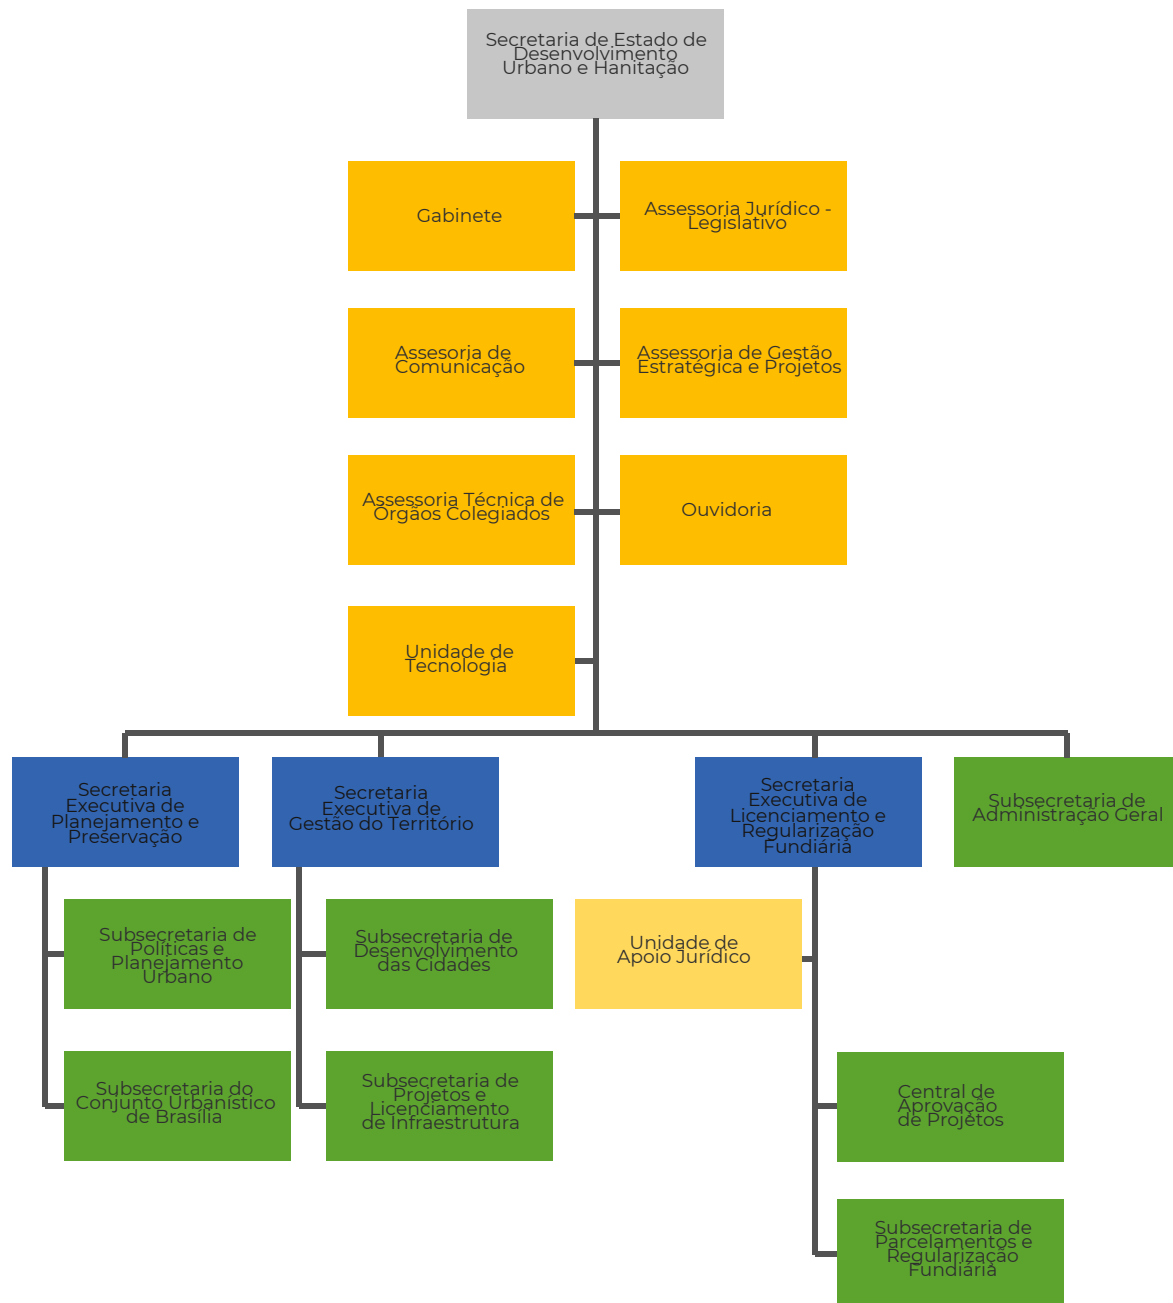 Secretaria de Estado de
Desenvolvimento
Urbano e Hanitação
Gabinete
Assessoria Jurídico -
Legislativo
Assesoria de
Comunicação
Assessoria de Gestão
Estratégica e Projetos
Assessoria Técnica de
Órgãos Colegiados
Ouvidoria
Unidade de
Tecnologia
Secretaria
Executiva de
Planejamento e
Preservação
Secretaria
Executiva de
Gestão do Território
Secretaria
Executiva de
Licenciamento e
Regularização
Fundiária
Subsecretaria de
Administração Geral
Subsecretaria de
Políticas e
Planejamento
Urbano
Subsecretaria de
Desenvolvimento
das Cidades
Unidade de
Apoio Jurídico
Subsecretaria do
Conjunto Urbanístico
de Brasília
Subsecretaria de
Projetos e
Licenciamento
de Infraestrutura
Central de
Aprovação
de Projetos
Subsecretaria de
Parcelamentos e
Regularização
Fundiária